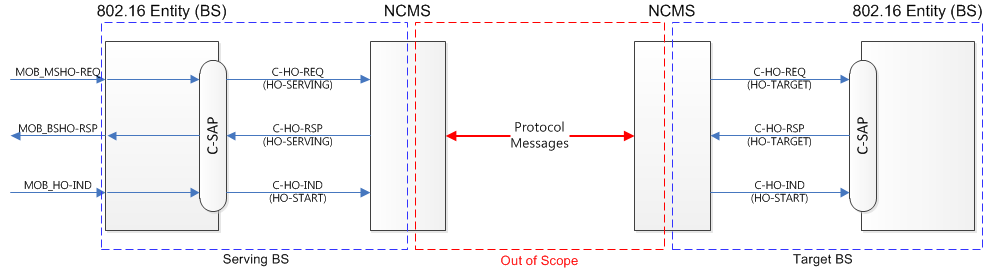 802.16 Entity (BS)
NCMS
NCMS
802.16 Entity (BS)
MOB_MSHO-REQ
C-HO-REQ
(HO-SERVING)
C-HO-REQ
(HO-TARGET)
MOB_BSHO-RSP
C-SAP
C-HO-RSP
(HO-SERVING)
Protocol
Messages
C-HO-RSP
(HO-TARGET)
C-SAP
MOB_HO-IND
C-HO-IND
(HO-START)
C-HO-IND
(HO-START)
Serving BS
Out of Scope
Target BS